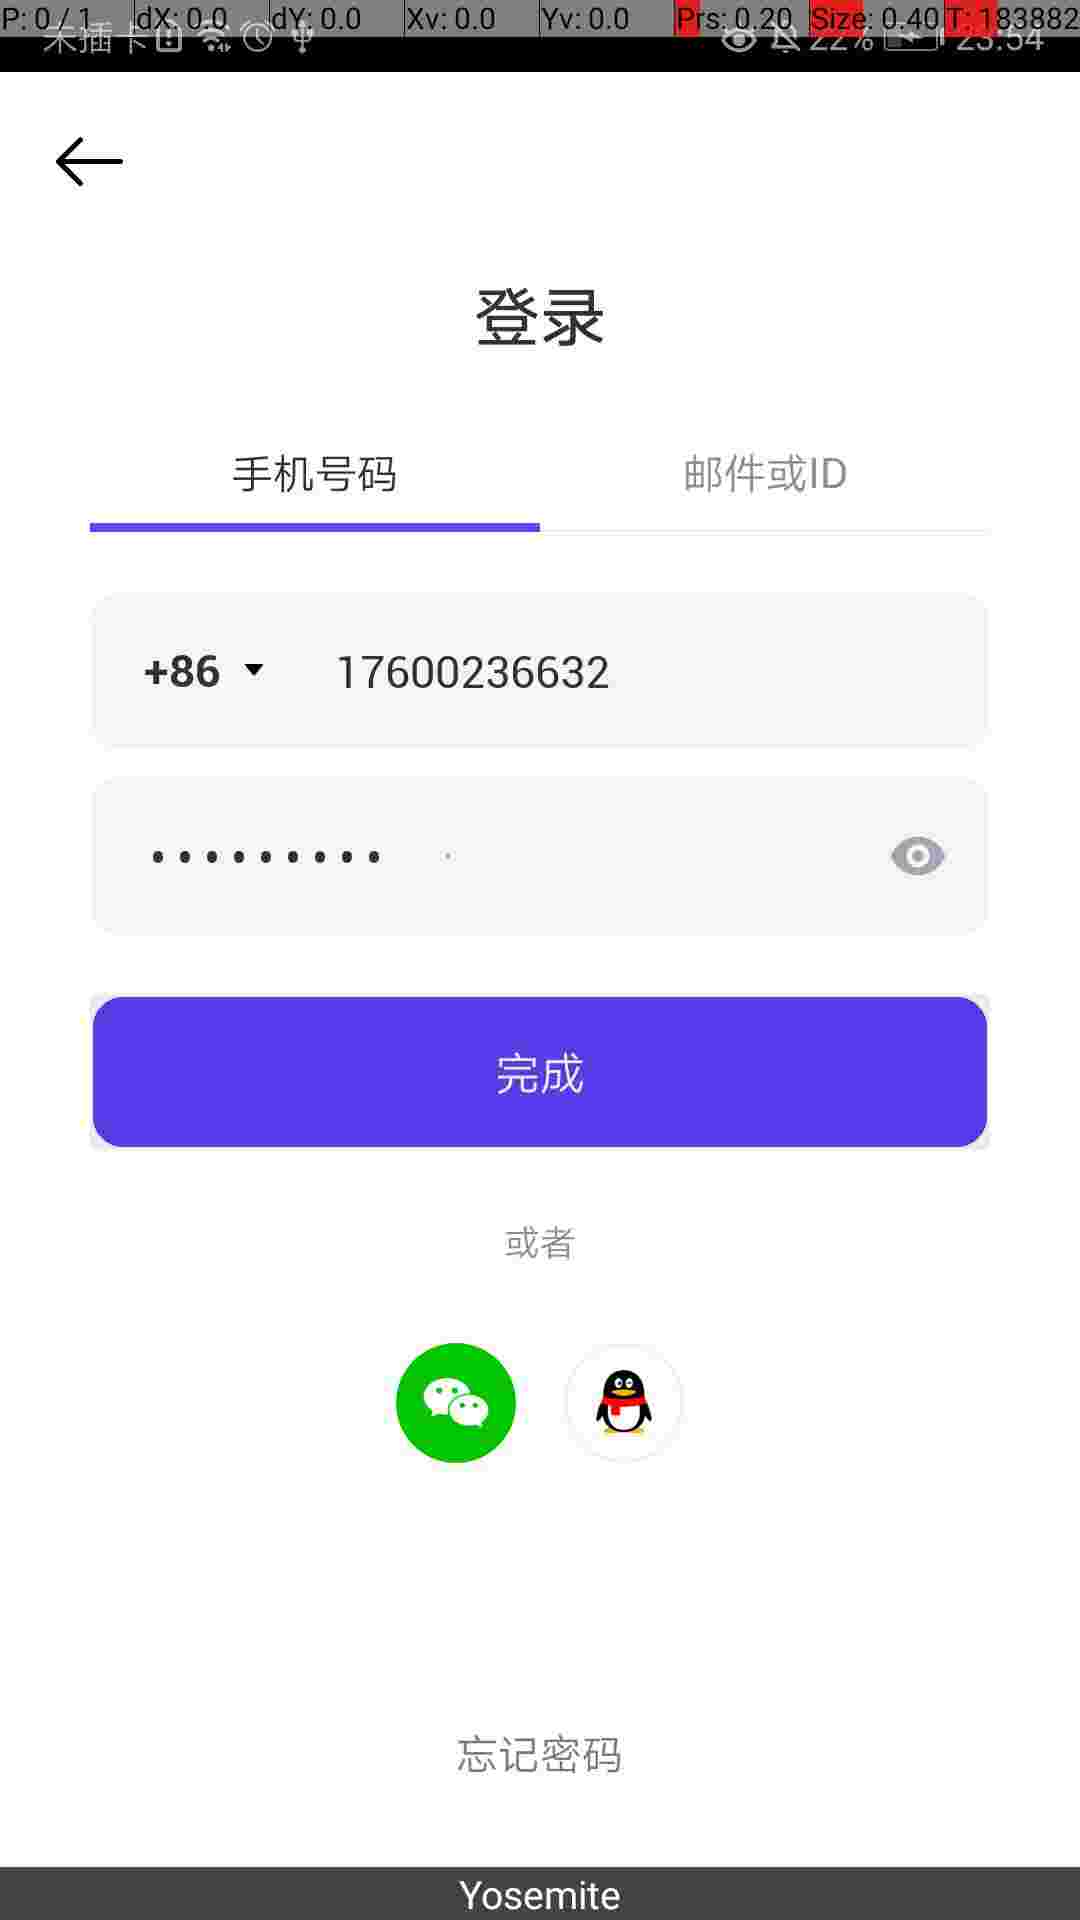 P: 0 / 1 dX: 0.0 dY: 0.0 Xv: 0.0 Yv: 0.0 Prs: 0.20 Size: 0.40 T: 183882
未插卡 22% 23:54
登录
手机号码 邮件或ID
+86 17600236632
完成
或者
忘记密码
Yosemite